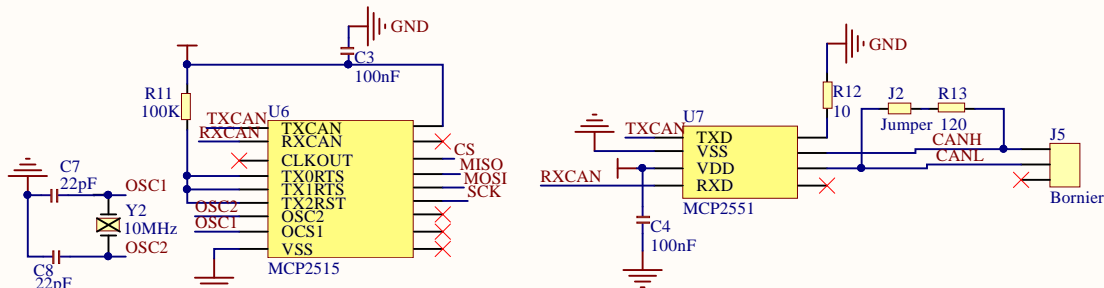 GND
C3
100nF
R11
100K
U6
TXCAN
RXCAN
TXCAN
RXCAN
CLKOUT
TX0RTS
TX1RTS
TX2RST
OSC2
OCS1
VSS
OSC2
OSC1
CS
MISO
MOSI
SCK
MCP2515
C7
22pF
OSC1
Y2
10MHz
OSC2
C8
22pF
GND
R12
10
J2
Jumper
R13
120
U7
TXCAN
TXD
VSS
VDD
RXD
RXCAN
MCP2551
C4
100nF
CANH
CANL
J5
Bornier